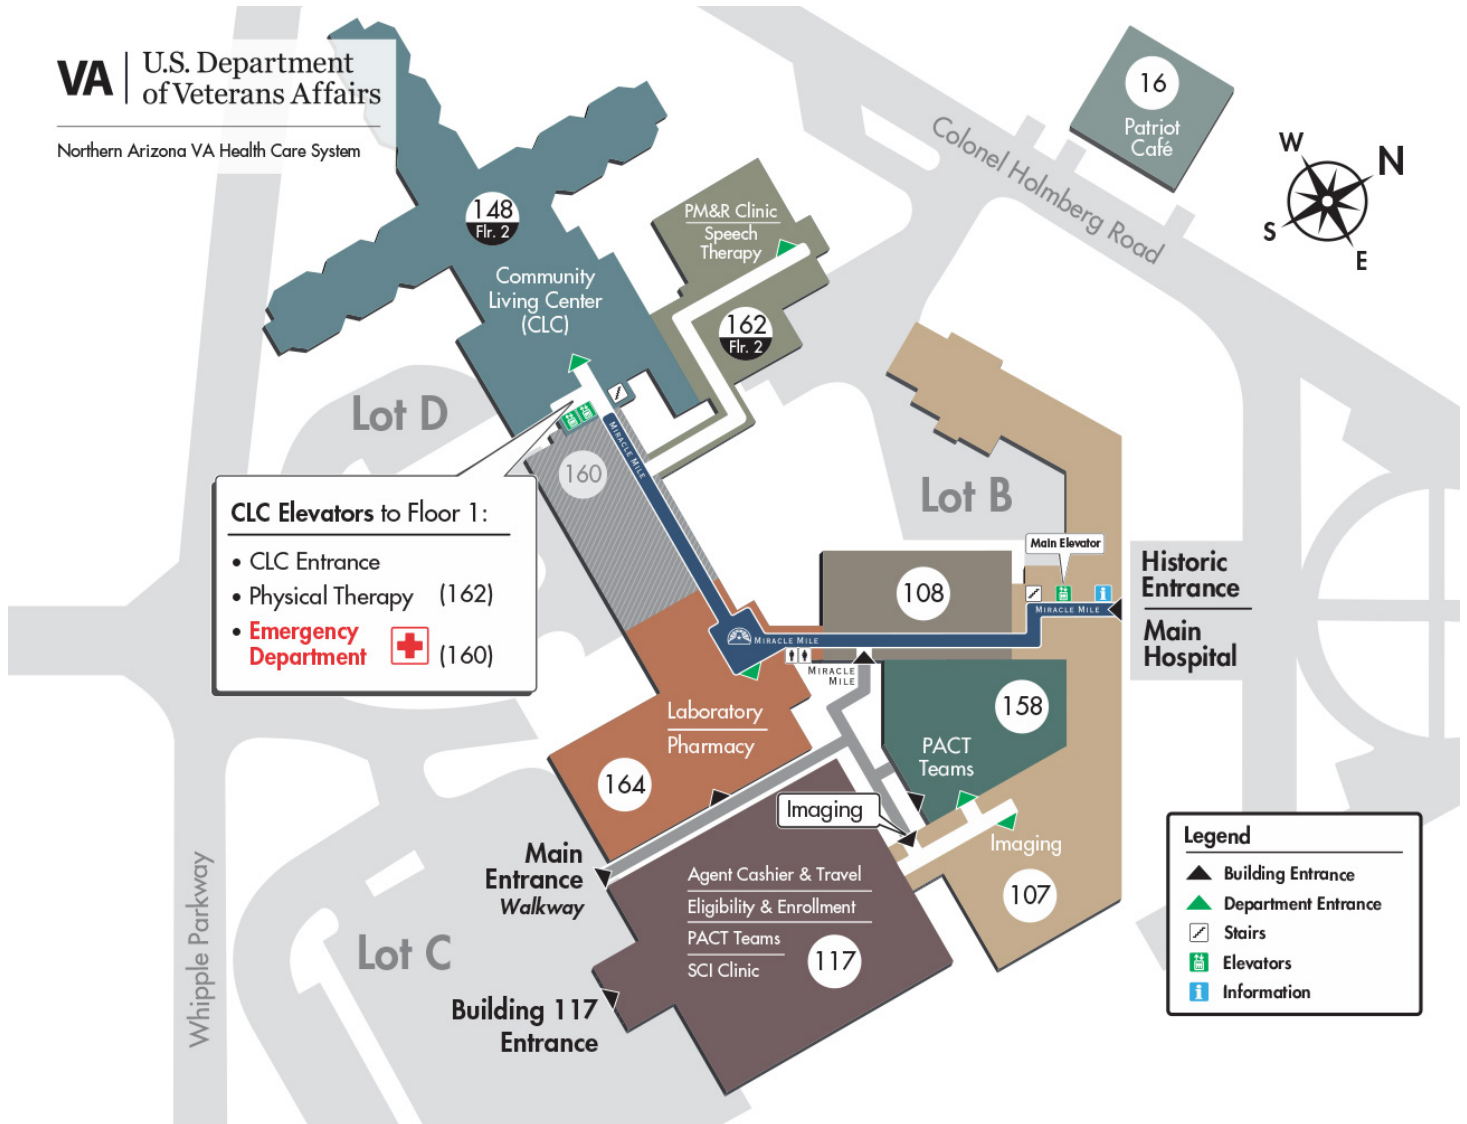 VA
U.S. Department
of Veterans Affairs
Northern Arizona VA Health Care System
16
Patriot
Café
Colonel Holmberg Road
W
N
S
E
148
Flr. 2
Community
Living Center
(CLC)
PM&R Clinic
Speech
Therapy
162
Flr. 2
Lot D
MIRACLE MILE
160
Lot B
CLC Elevators to Floor 1:
• CLC Entrance
• Physical Therapy (162)
• Emergency
Department (160)
Main Elevator
Historic
Entrance
Main
Hospital
108
MIRACLE MILE
MIRACLE MILE
MIRACLE
MILE
Laboratory
Pharmacy
164
158
PACT
Teams
Imaging
Imaging
107
Main
Entrance
Walkway
Agent Cashier & Travel
Eligibility & Enrollment
PACT Teams
SCI Clinic
117
Lot C
Building 117
Entrance
Whipple Parkway
Legend
Building Entrance
Department Entrance
Stairs
Elevators
Information